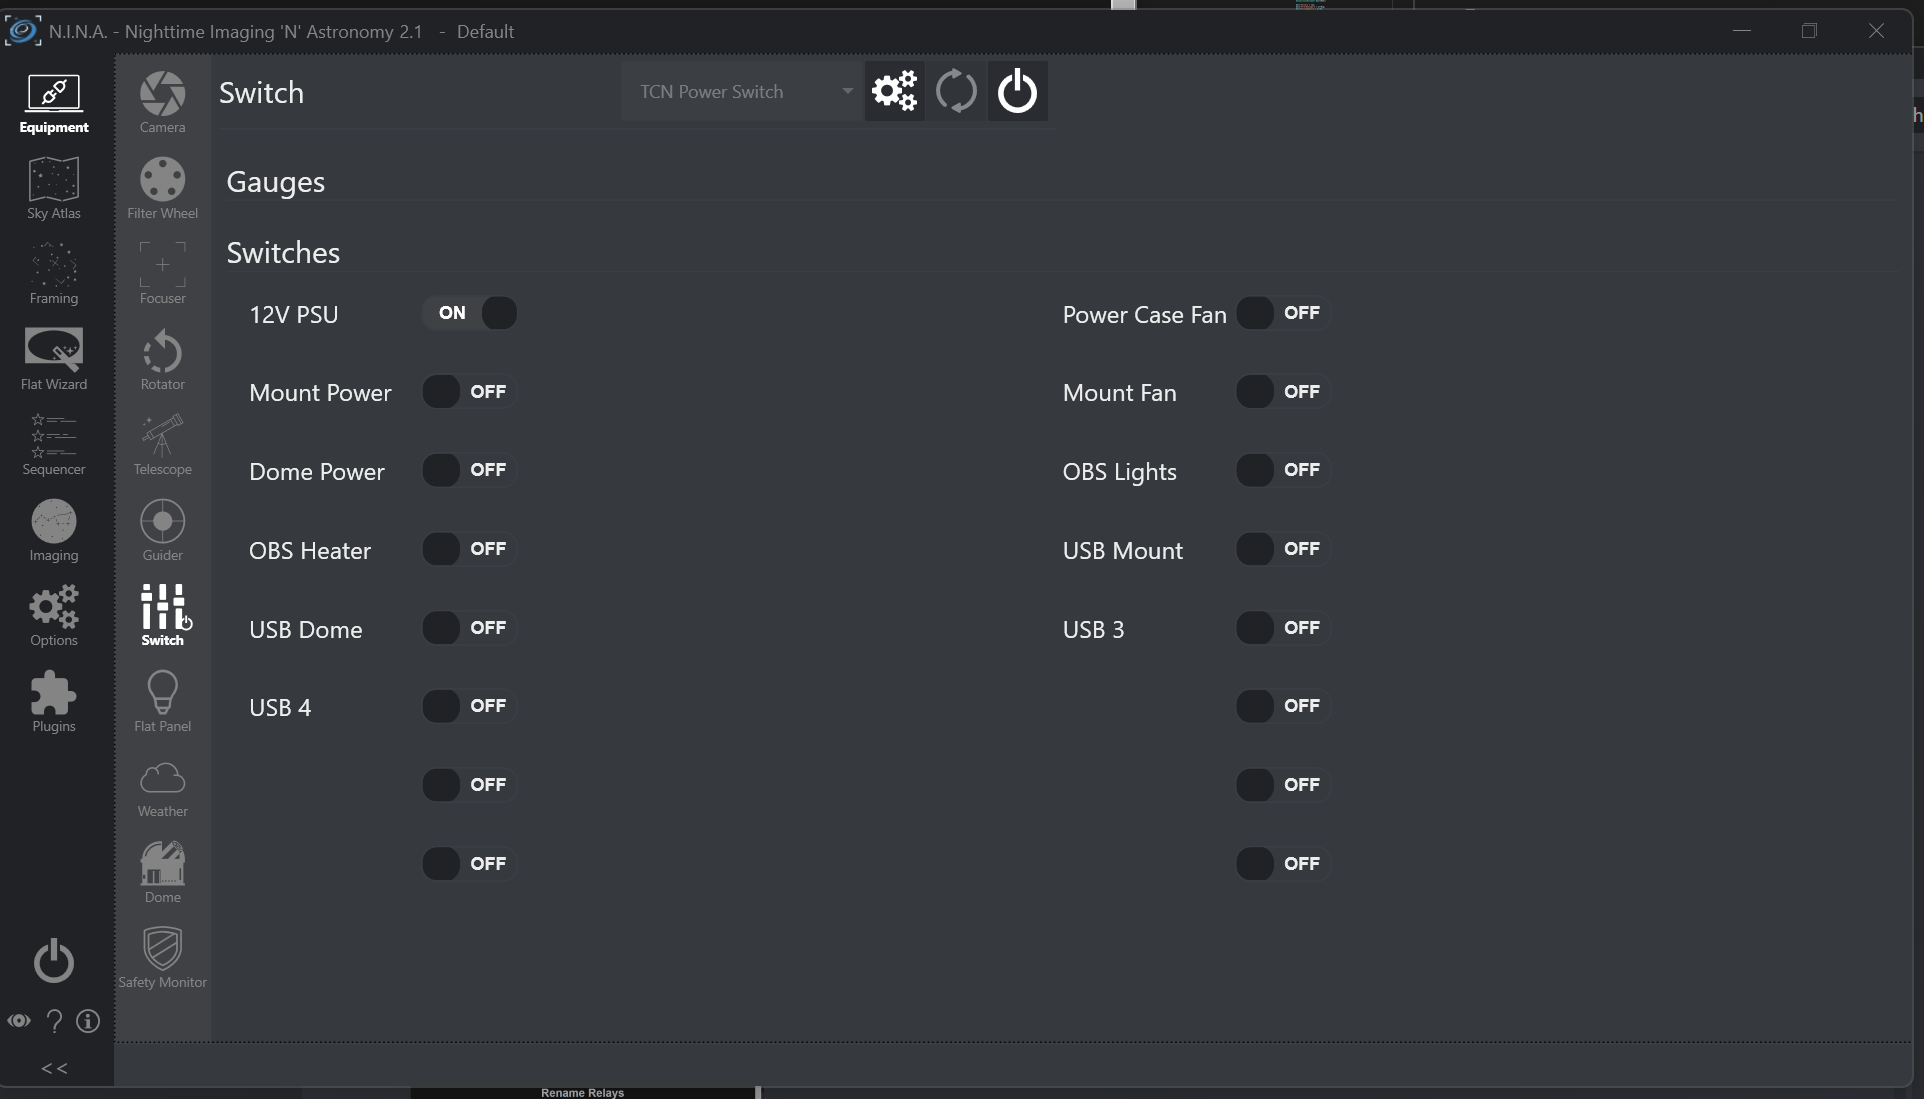 N.I.N.A. - Nighttime Imaging 'N' Astronomy 2.1 - Default
Equipment
Sky Atlas
Framing
Flat Wizard
Sequencer
Imaging
Options
Plugins
<<
Camera
Filter Wheel
Focuser
Rotator
Telescope
Guider
Switch
Flat Panel
Weather
Dome
Safety Monitor
Switch
TCN Power Switch
Gauges
Switches
12V PSU ON
Power Case Fan OFF
Mount Power OFF
Mount Fan OFF
Dome Power OFF
OBS Lights OFF
OBS Heater OFF
USB Mount OFF
USB Dome OFF
USB 3 OFF
USB 4 OFF
OFF
OFF
OFF
OFF
OFF
Rename Relays